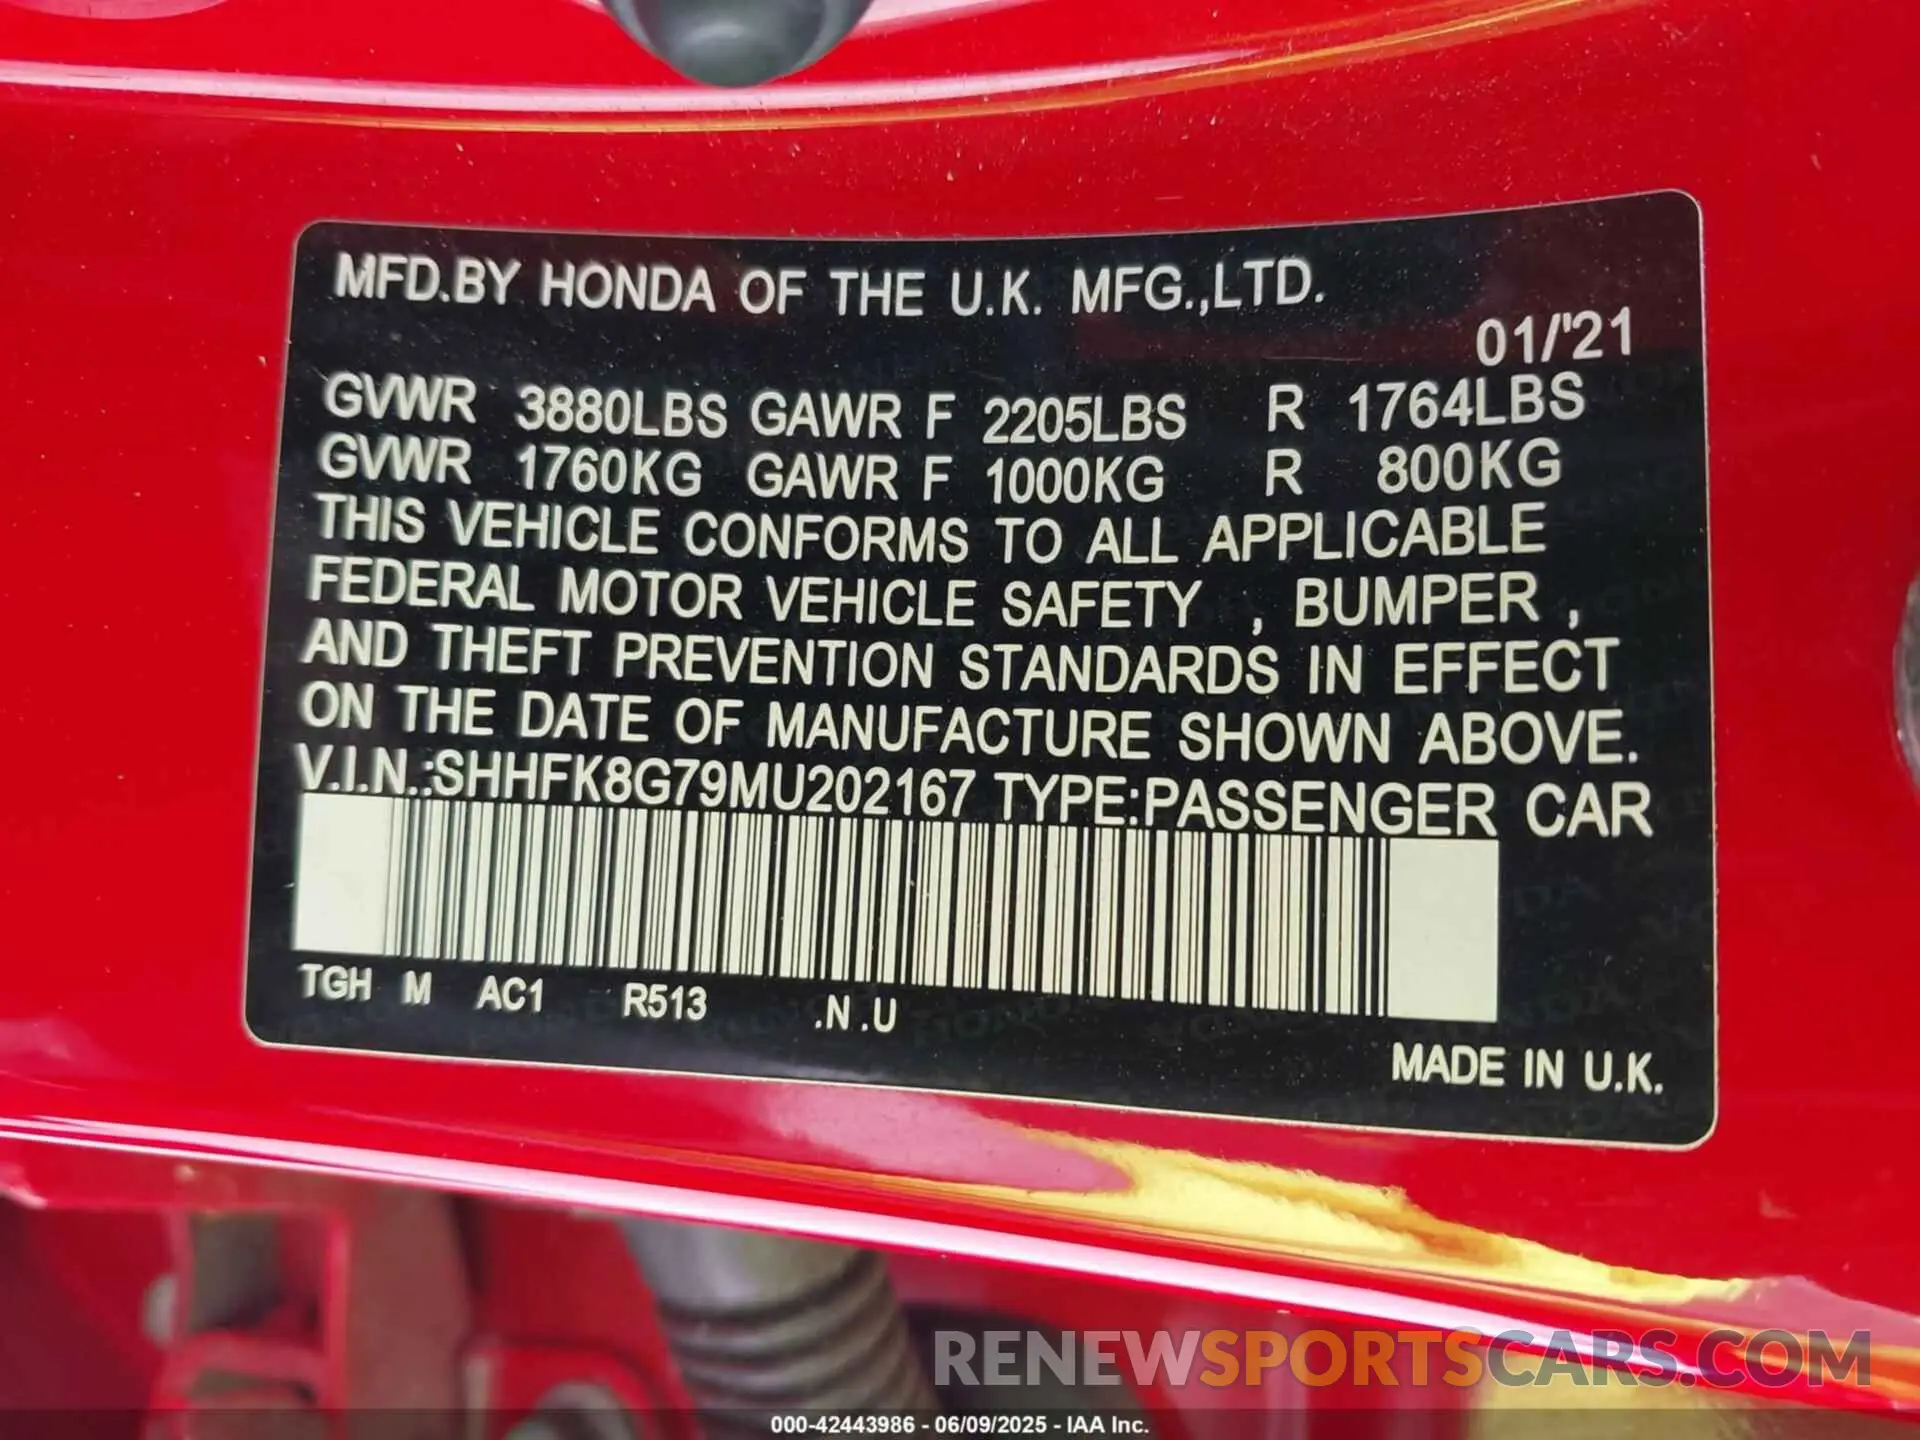 MFD.BY HONDA OF THE U.K. MFG.,LTD.
01/'21
GVWR 3880LBS GAWR F 2205LBS R 1764LBS
GVWR 1760KG GAWR F 1000KG R 800KG
THIS VEHICLE CONFORMS TO ALL APPLICABLE
FEDERAL MOTOR VEHICLE SAFETY , BUMPER ,
AND THEFT PREVENTION STANDARDS IN EFFECT
ON THE DATE OF MANUFACTURE SHOWN ABOVE.
V.I.N.:SHHFK8G79MU202167 TYPE:PASSENGER CAR
TGH M AC1 R513 .N .U
MADE IN U.K.
RENEWSPORTSCARS.COM
000-42443986 - 06/09/2025 - IAA Inc.